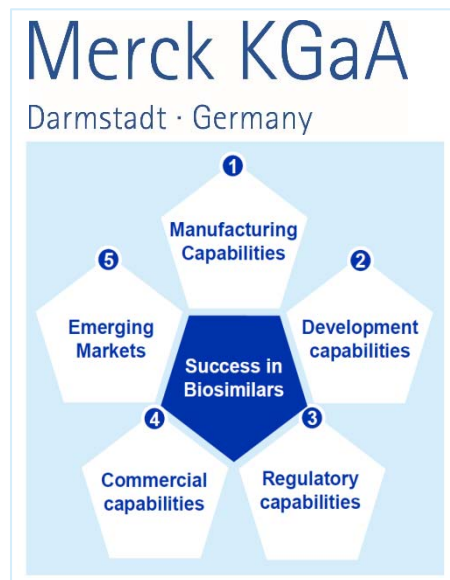 Merck KGaA
Darmstadt · Germany
1
Manufacturing
Capabilities
2
Development
capabilities
3
Regulatory
capabilities
4
Commercial
capabilities
5
Emerging
Markets
Success in
Biosimilars